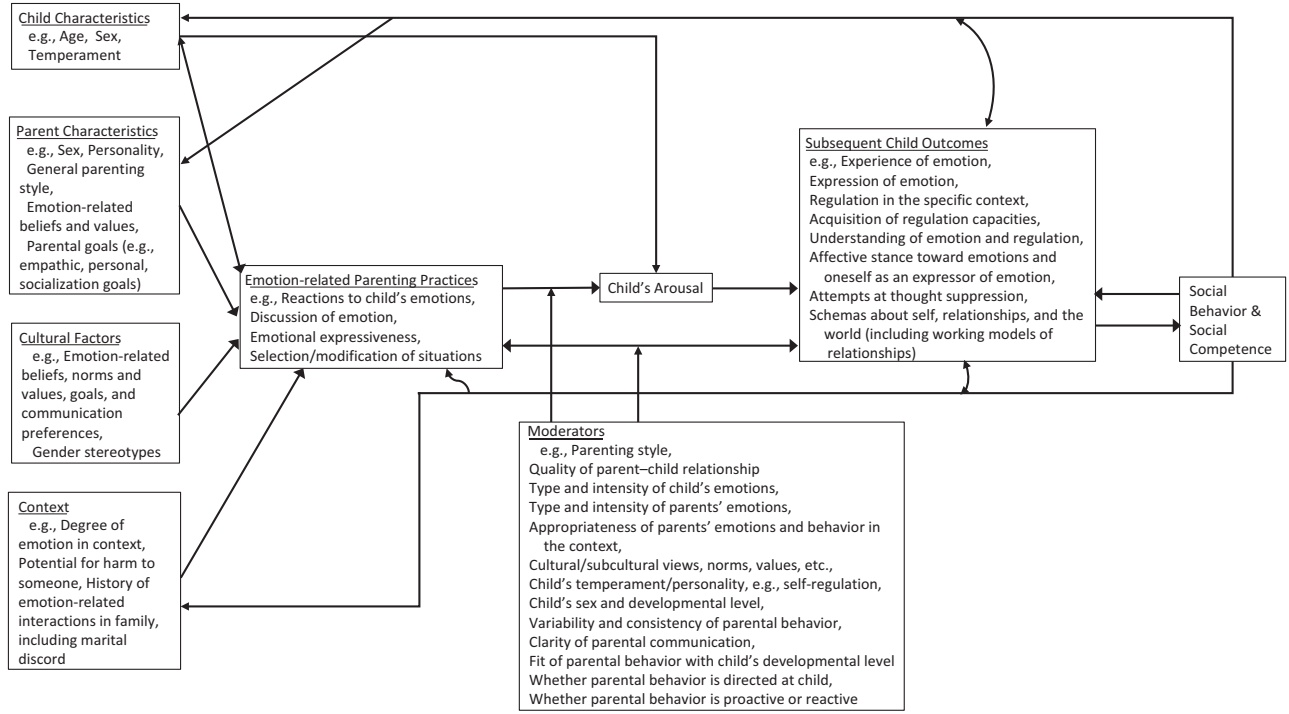 Child Characteristics
e.g., Age, Sex,
Temperament
Parent Characteristics
e.g., Sex, Personality,
General parenting
style,
Emotion-related
beliefs and values,
Parental goals (e.g.,
empathic, personal,
socialization goals)
Cultural Factors
e.g., Emotion-related
beliefs, norms and
values, goals, and
communication
preferences,
Gender stereotypes
Context
e.g., Degree of
emotion in context,
Potential for harm to
someone, History of
emotion-related
interactions in family,
including marital
discord
Emotion-related Parenting Practices
e.g., Reactions to child's emotions,
Discussion of emotion,
Emotional expressiveness,
Selection/modification of situations
Child's Arousal
Subsequent Child Outcomes
e.g., Experience of emotion,
Expression of emotion,
Regulation in the specific context,
Acquisition of regulation capacities,
Understanding of emotion and regulation,
Affective stance toward emotions and
oneself as an expressor of emotion,
Attempts at thought suppression,
Schemas about self, relationships, and the
world (including working models of
relationships)
Social
Behavior &
Social
Competence
Moderators
e.g., Parenting style,
Quality of parent–child relationship
Type and intensity of child's emotions,
Type and intensity of parents' emotions,
Appropriateness of parents' emotions and behavior in
the context,
Cultural/subcultural views, norms, values, etc.,
Child's temperament/personality, e.g., self-regulation,
Child's sex and developmental level,
Variability and consistency of parental behavior,
Clarity of parental communication,
Fit of parental behavior with child's developmental level
Whether parental behavior is directed at child,
Whether parental behavior is proactive or reactive